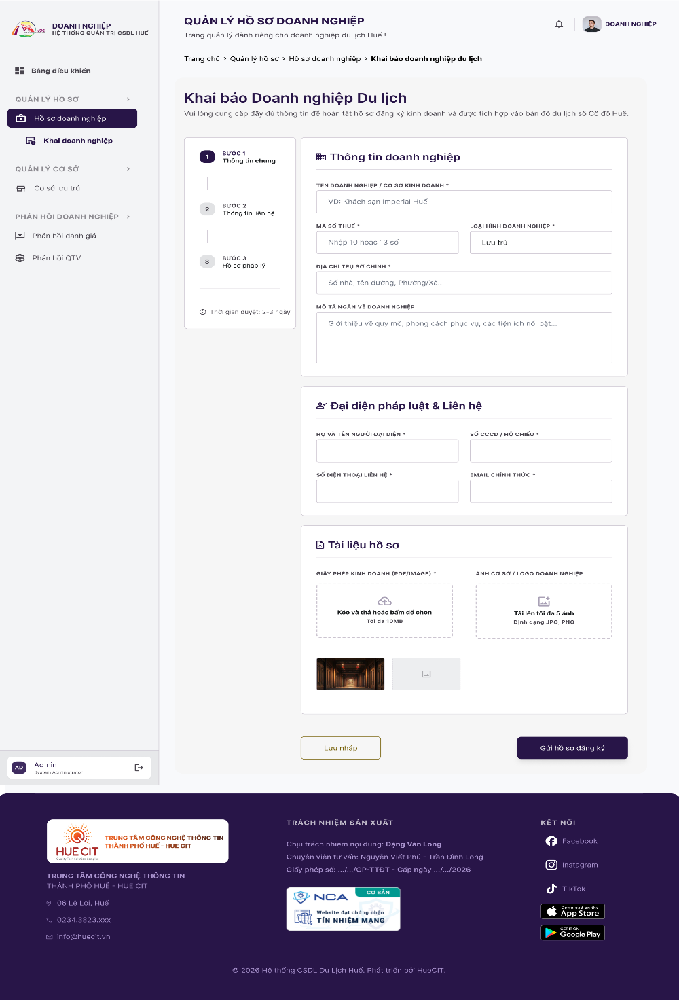 DOANH NGHIỆP
HỆ THỐNG QUẢN TRỊ CSDL HUẾ
Bảng điều khiển
QUẢN LÝ HỒ SƠ
Hồ sơ doanh nghiệp
Khai doanh nghiệp
QUẢN LÝ CƠ SỞ
Cơ sở lưu trú
PHẢN HỒI DOANH NGHIỆP
Phản hồi đánh giá
Phản hồi QTV
AD
Admin
System Administrator
QUẢN LÝ HỒ SƠ DOANH NGHIỆP
Trang quản lý dành riêng cho doanh nghiệp du lịch Huế !
DOANH NGHIỆP
Trang chủ › Quản lý hồ sơ › Hồ sơ doanh nghiệp › Khai báo doanh nghiệp du lịch
Khai báo Doanh nghiệp Du lịch
Vui lòng cung cấp đầy đủ thông tin để hoàn tất hồ sơ đăng ký kinh doanh và được tích hợp vào bản đồ du lịch số Cố đô Huế.
1
BƯỚC 1
Thông tin chung
2
BƯỚC 2
Thông tin liên hệ
3
BƯỚC 3
Hồ sơ pháp lý
Thời gian duyệt: 2-3 ngày
Thông tin doanh nghiệp
TÊN DOANH NGHIỆP / CƠ SỞ KINH DOANH *
VD: Khách sạn Imperial Huế
MÃ SỐ THUẾ *
Nhập 10 hoặc 13 số
LOẠI HÌNH DOANH NGHIỆP *
Lưu trú
ĐỊA CHỈ TRỤ SỞ CHÍNH *
Số nhà, tên đường, Phường/Xã...
MÔ TẢ NGẮN VỀ DOANH NGHIỆP
Giới thiệu về quy mô, phong cách phục vụ, các tiện ích nổi bật...
Đại diện pháp luật & Liên hệ
HỌ VÀ TÊN NGƯỜI ĐẠI DIỆN *
SỐ CCCD / HỘ CHIẾU *
SỐ ĐIỆN THOẠI LIÊN HỆ *
EMAIL CHÍNH THỨC *
Tài liệu hồ sơ
GIẤY PHÉP KINH DOANH (PDF/IMAGE) *
Kéo và thả hoặc bấm để chọn
Tối đa 10MB
ẢNH CƠ SỞ / LOGO DOANH NGHIỆP
Tải lên tối đa 5 ảnh
Định dạng JPG, PNG
Lưu nháp
Gửi hồ sơ đăng ký
HUE CIT
Quality Tech Solution Complex
TRUNG TÂM CÔNG NGHỆ THÔNG TIN
THÀNH PHỐ HUẾ - HUE CIT
TRUNG TÂM CÔNG NGHỆ THÔNG TIN
THÀNH PHỐ HUẾ - HUE CIT
06 Lê Lợi, Huế
0234.3823.xxx
info@huecit.vn
TRÁCH NHIỆM SẢN XUẤT
Chịu trách nhiệm nội dung: Đặng Văn Long
Chuyên viên tư vấn: Nguyễn Viết Phú - Trần Dình Long
Giấy phép số: .../.../GP-TTĐT - Cấp ngày .../.../2026
NCA
CƠ BẢN
Website đạt chứng nhận
TÍN NHIỆM MẠNG
KẾT NỐI
Facebook
Instagram
TikTok
Download on the
App Store
GET IT ON
Google Play
© 2026 Hệ thống CSDL Du Lịch Huế. Phát triển bởi HueCIT.